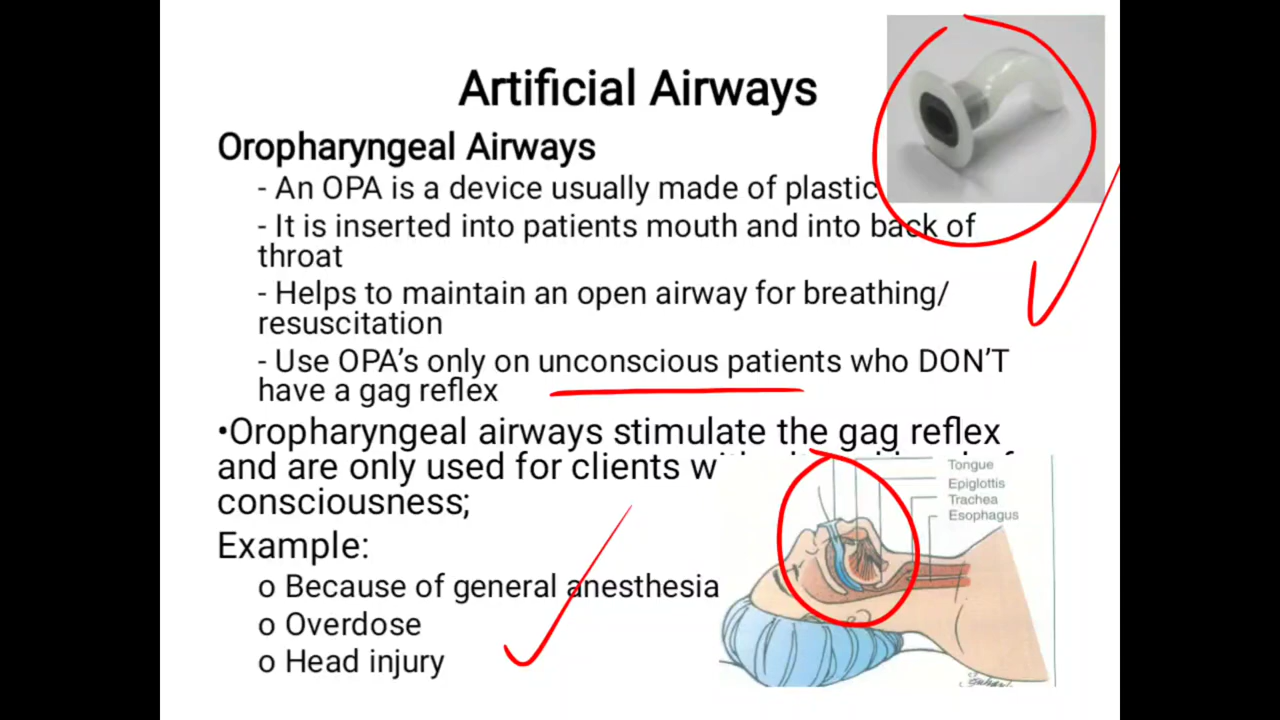 Artificial Airways
Oropharyngeal Airways
- An OPA is a device usually made of plastic
- It is inserted into patients mouth and into back of
throat
- Helps to maintain an open airway for breathing/
resuscitation
- Use OPA’s only on unconscious patients who DON’T
have a gag reflex
•Oropharyngeal airways stimulate the gag reflex
and are only used for clients
consciousness;
Example:
o Because of general anesthesia
o Overdose
o Head injury
Tongue
Epiglottis
Trachea
Esophagus